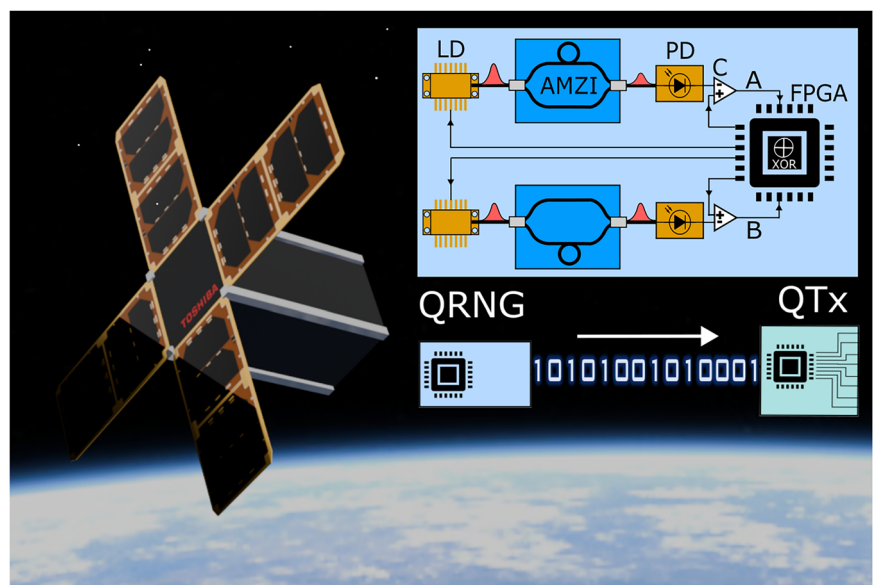 LD
PD
C
A
FPGA
AMZI
XOR
B
QRNG
QTx
TOSHIBA
10101001010001